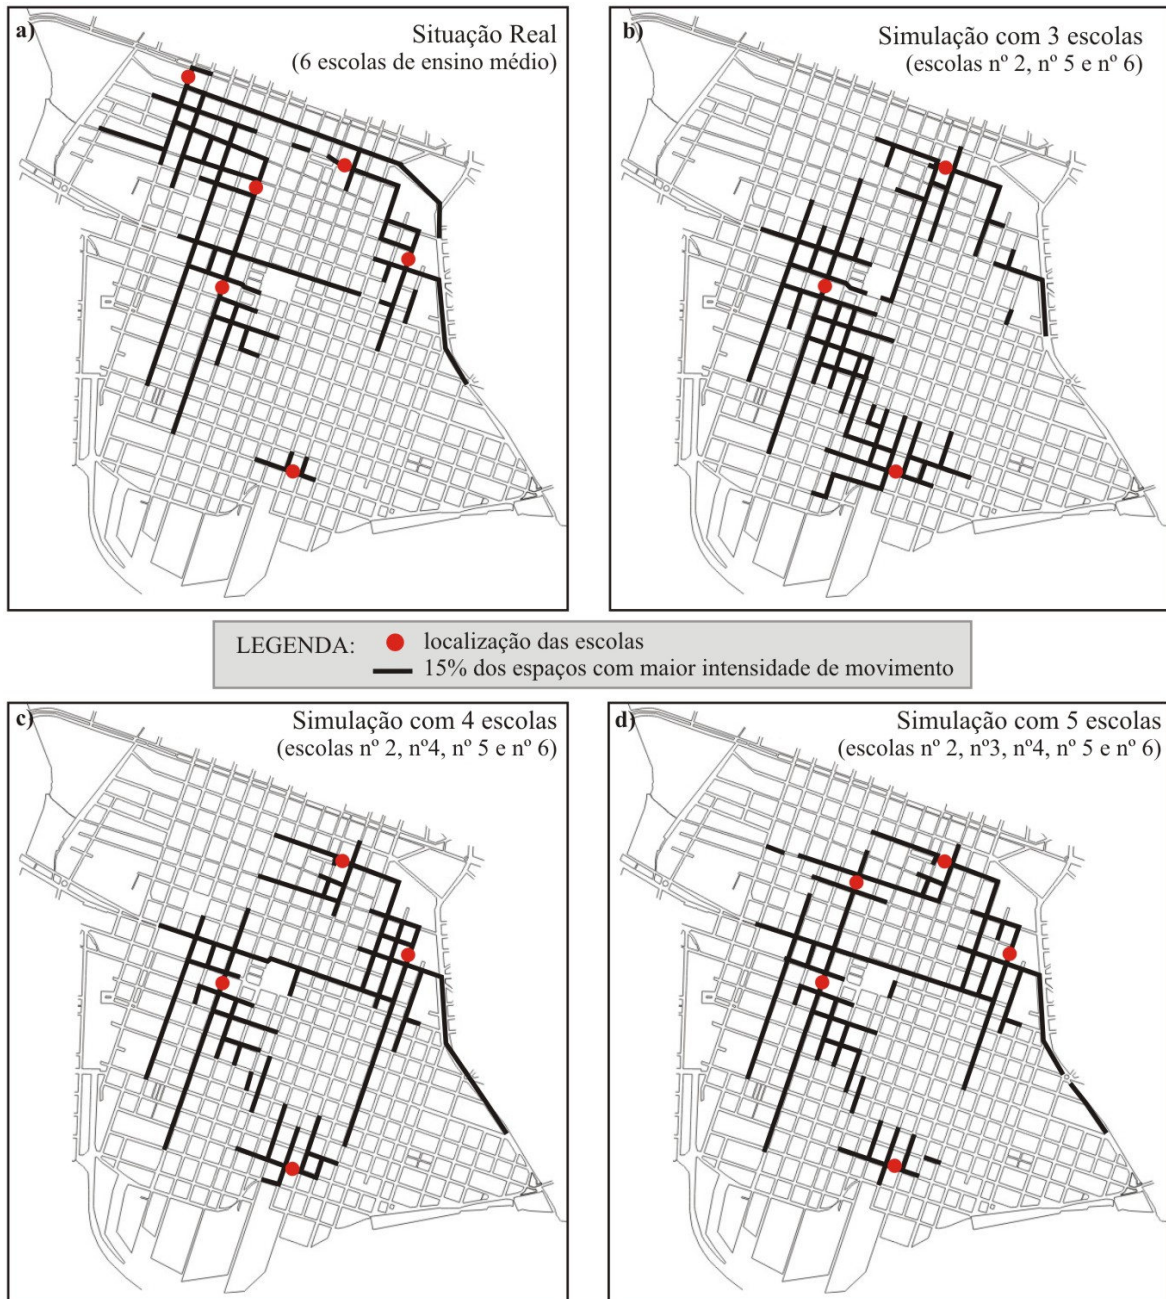 a)
Situação Real
(6 escolas de ensino médio)
b)
Simulação com 3 escolas
(escolas nº 2, nº 5 e nº 6)
LEGENDA:
localização das escolas
15% dos espaços com maior intensidade de movimento
c)
Simulação com 4 escolas
(escolas nº 2, nº4, nº 5 e nº 6)
d)
Simulação com 5 escolas
(escolas nº 2, nº3, nº4, nº 5 e nº 6)